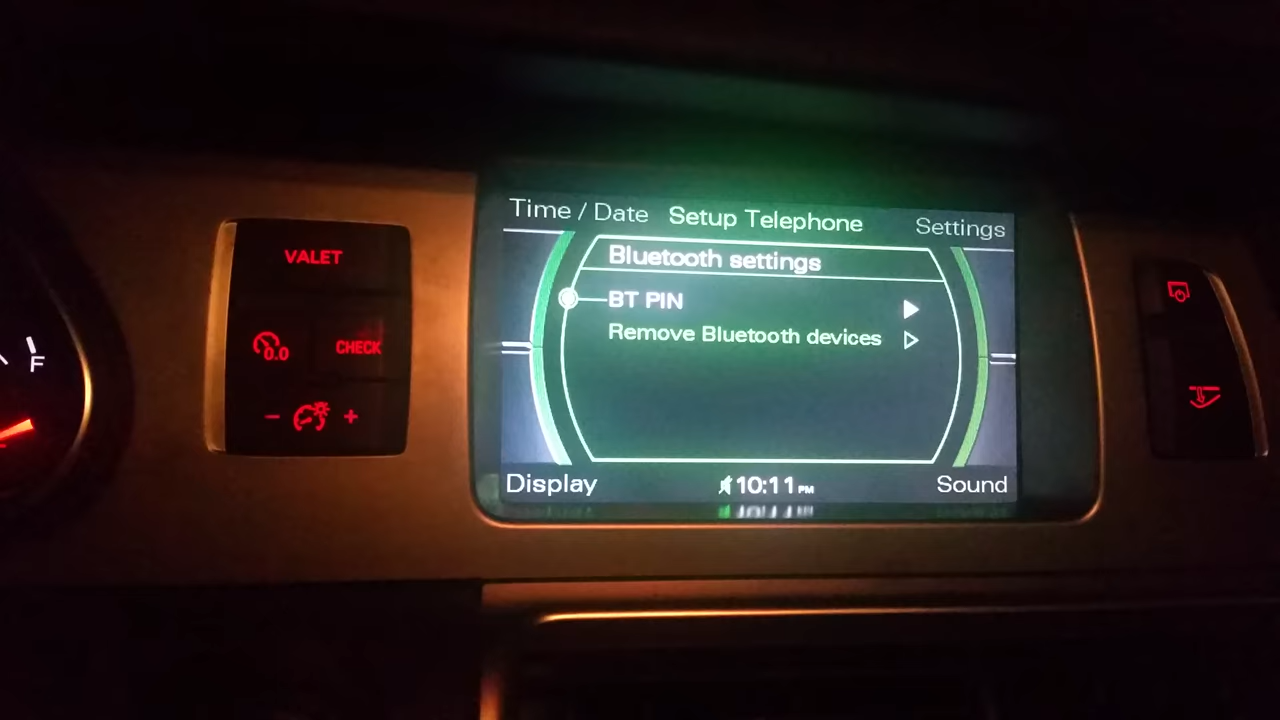 Time / Date Setup Telephone Settings
Bluetooth settings
BT PIN
Remove Bluetooth devices
Display 10:11 PM Sound
VALET
0.0 CHECK
- +
F